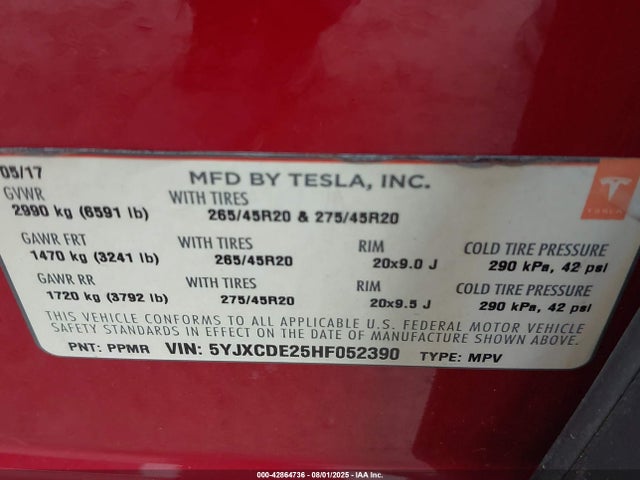 05/17
MFD BY TESLA, INC.
GVWR
2990 kg (6591 lb)
WITH TIRES
265/45R20 & 275/45R20
TESLA
GAWR FRT
1470 kg (3241 lb)
WITH TIRES
265/45R20
RIM
20x9.0 J
COLD TIRE PRESSURE
290 kPa, 42 psi
GAWR RR
1720 kg (3792 lb)
WITH TIRES
275/45R20
RIM
20x9.5 J
COLD TIRE PRESSURE
290 kPa, 42 psi
THIS VEHICLE CONFORMS TO ALL APPLICABLE U.S. FEDERAL MOTOR VEHICLE
SAFETY STANDARDS IN EFFECT ON THE DATE OF MANUFACTURE SHOWN ABOVE.
PNT: PPMR VIN: 5YJXCDE25HF052390 TYPE: MPV
000-42864736 - 08/01/2025 - IAA Inc.